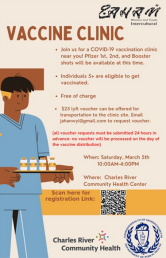 Women and Youth
Intercultural
VACCINE CLINIC
• Join us for a COVID-19 vaccination clinic
near you! Pfizer 1st, 2nd, and Booster
shots will be available at this time.
• Individuals 5+ are eligible to get
vaccinated.
• Free of charge
• $25 lyft voucher can be offered for
transportation to the clinic site. Email
for request.
(all voucher requests must be submitted 24 hours in
advance: no voucher will be processed on the day of
the vaccine distribution)
When: Saturday, March 5th
10:00AM-4:00PM
Where: Charles River
Community Health Center
Scan here for
registration Link:
Charles River
Community Health